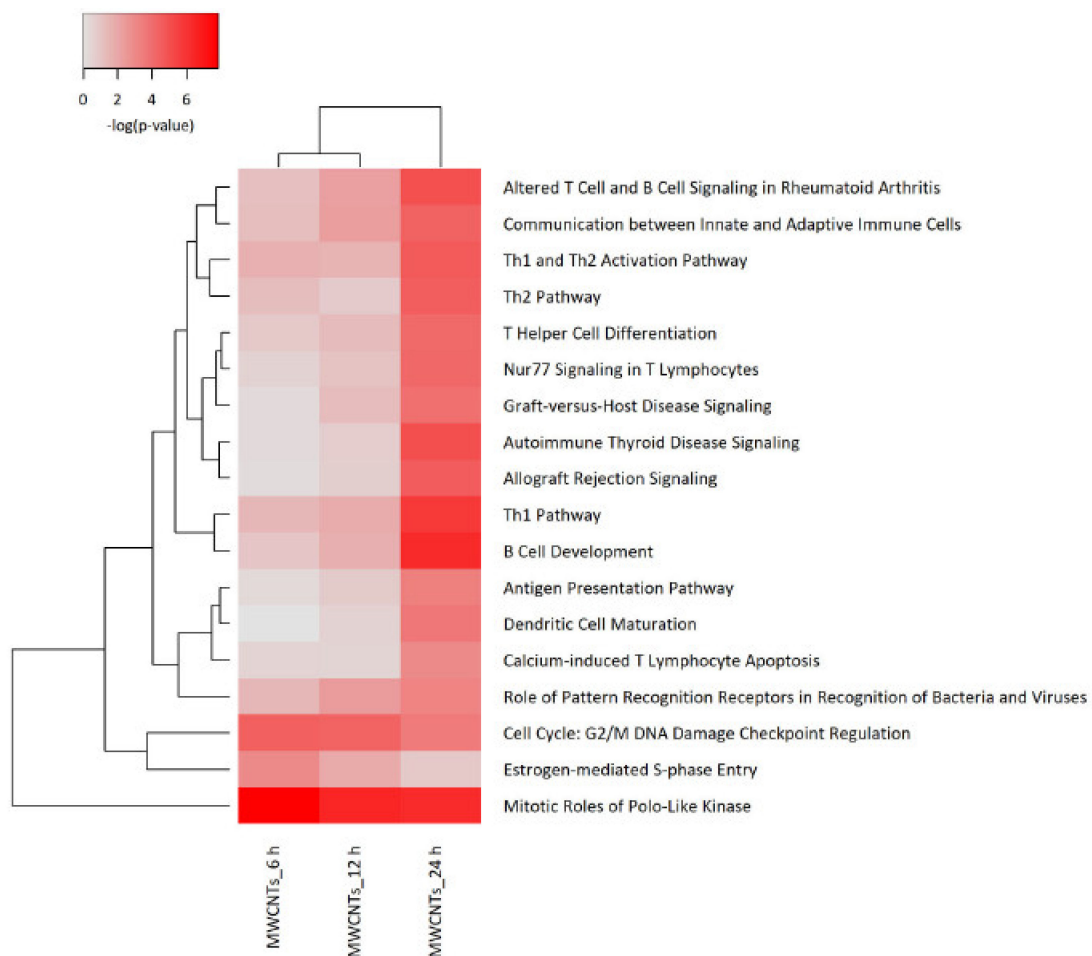 0 2 4 6
-log(p-value)
Altered T Cell and B Cell Signaling in Rheumatoid Arthritis
Communication between Innate and Adaptive Immune Cells
Th1 and Th2 Activation Pathway
Th2 Pathway
T Helper Cell Differentiation
Nur77 Signaling in T Lymphocytes
Graft-versus-Host Disease Signaling
Autoimmune Thyroid Disease Signaling
Allograft Rejection Signaling
Th1 Pathway
B Cell Development
Antigen Presentation Pathway
Dendritic Cell Maturation
Calcium-induced T Lymphocyte Apoptosis
Role of Pattern Recognition Receptors in Recognition of Bacteria and Viruses
Cell Cycle: G2/M DNA Damage Checkpoint Regulation
Estrogen-mediated S-phase Entry
Mitotic Roles of Polo-Like Kinase
MWCNTs_6 h
MWCNTs_12 h
MWCNTs_24 h